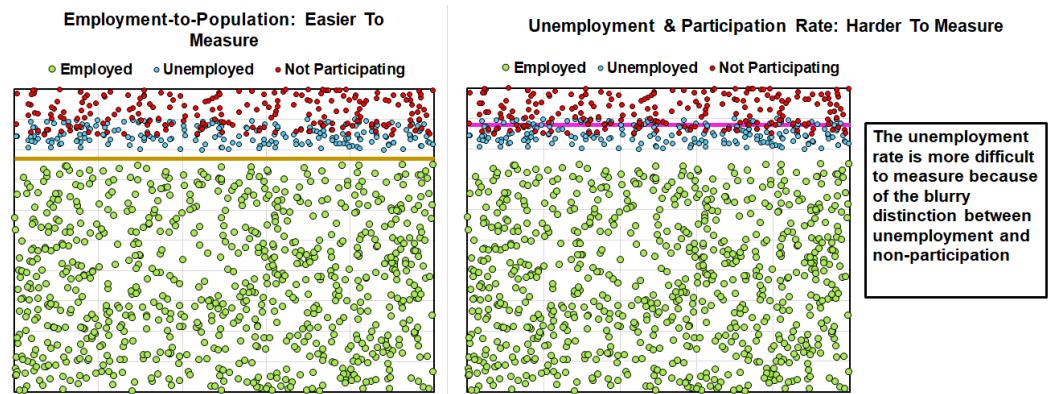 Employment-to-Population: Easier To
Measure
Employed Unemployed Not Participating
Unemployment & Participation Rate: Harder To Measure
Employed Unemployed Not Participating
The unemployment
rate is more difficult
to measure because
of the blurry
distinction between
unemployment and
non-participation